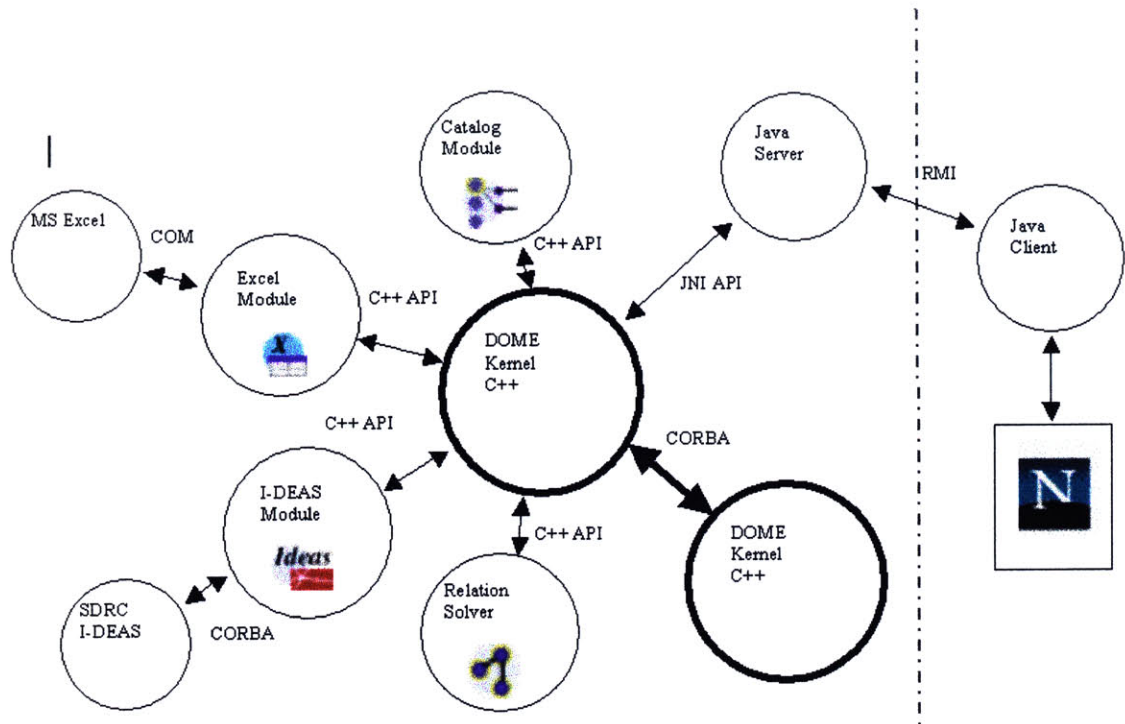 Catalog
Module
Java
Server
RMI
MS Excel
COM
C++ API
Java
Client
Excel
Module
C++ API
JNI API
X
DOME
Kernel
C++
C++ API
CORBA
N
I-DEAS
Module
Ideas
C++ API
DOME
Kernel
C++
SDRC
I-DEAS
CORBA
Relation
Solver